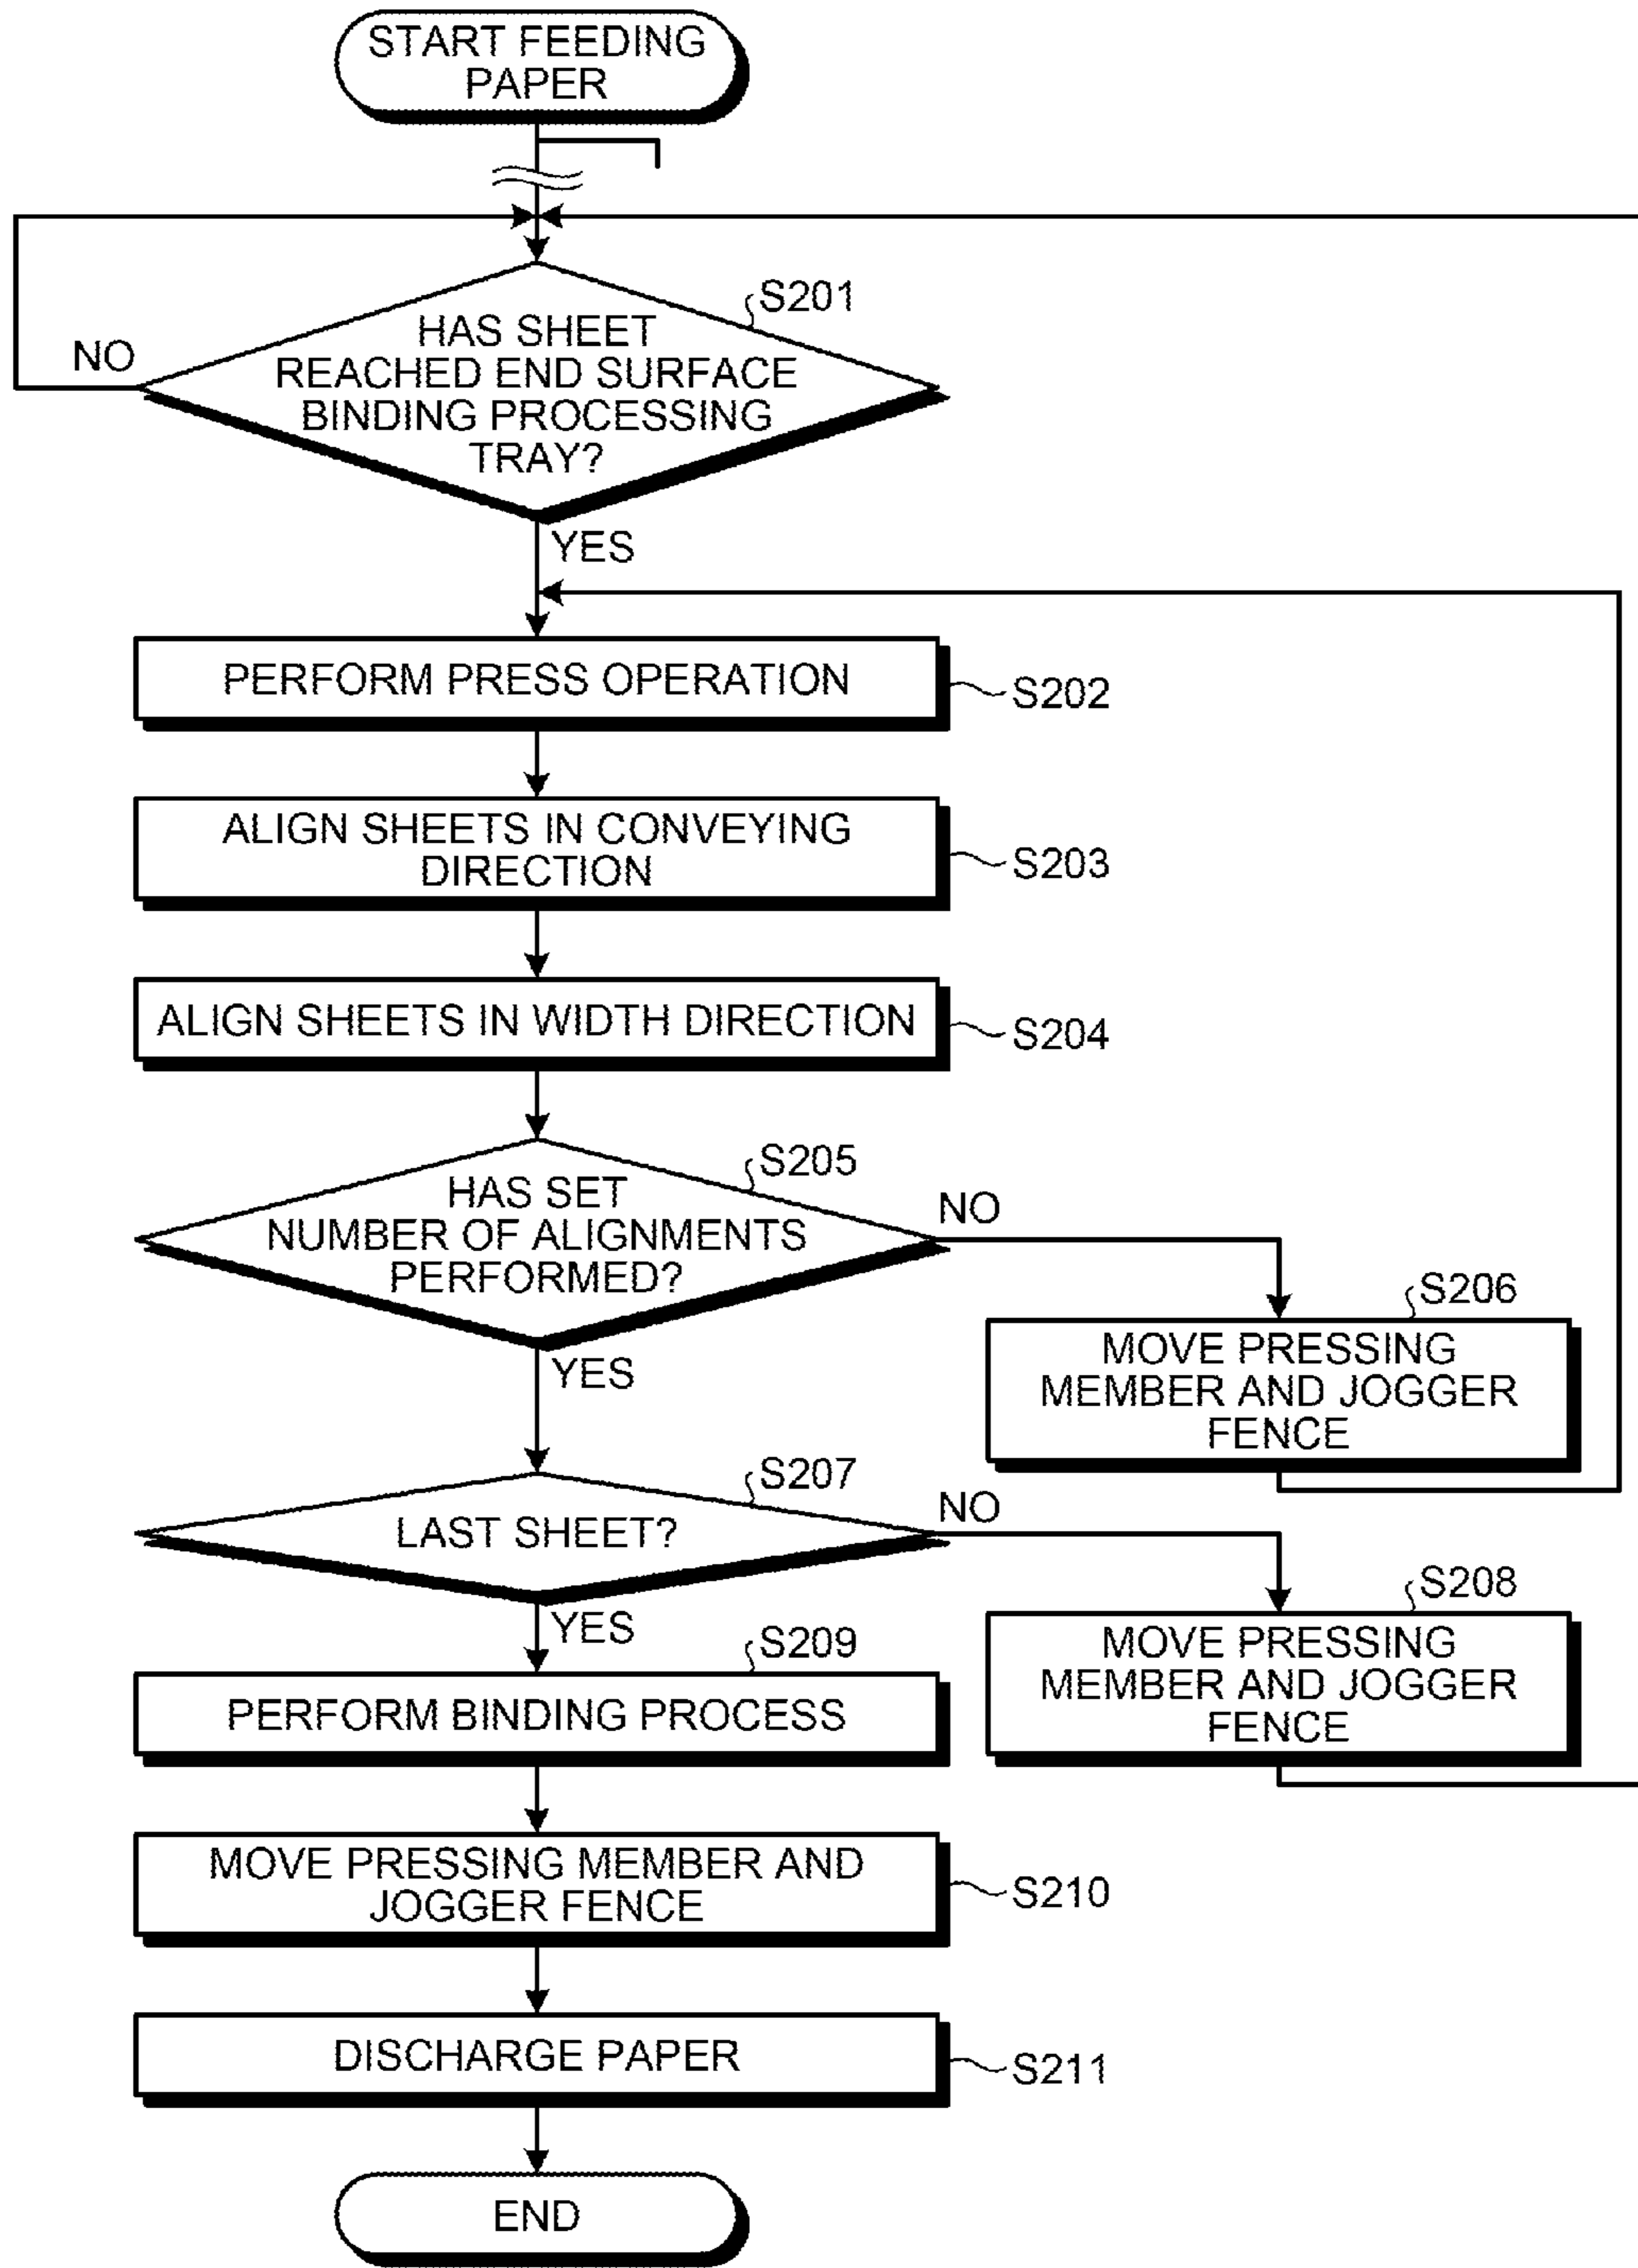 START FEEDING
PAPER
S201
HAS SHEET
REACHED END SURFACE
BINDING PROCESSING
TRAY?
NO
YES
PERFORM PRESS OPERATION
S202
ALIGN SHEETS IN CONVEYING
DIRECTION
S203
ALIGN SHEETS IN WIDTH DIRECTION
S204
S205
HAS SET
NUMBER OF ALIGNMENTS
PERFORMED?
NO
YES
S206
MOVE PRESSING
MEMBER AND JOGGER
FENCE
S207
LAST SHEET?
NO
YES
S208
MOVE PRESSING
MEMBER AND JOGGER
FENCE
S209
PERFORM BINDING PROCESS
MOVE PRESSING MEMBER AND
JOGGER FENCE
S210
DISCHARGE PAPER
S211
END